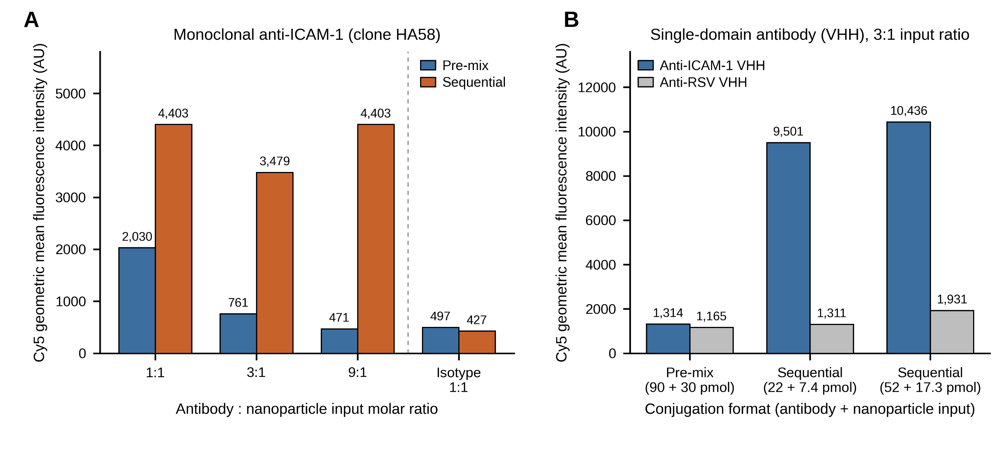 A
Monoclonal anti-ICAM-1 (clone HA58)
Cy5 geometric mean fluorescence intensity (AU)
5000
4000
3000
2000
1000
0
Pre-mix
Sequential
2,030
4,403
761
3,479
471
4,403
497
427
1:1
3:1
9:1
Isotype
1:1
Antibody : nanoparticle input molar ratio
B
Single-domain antibody (VHH), 3:1 input ratio
Cy5 geometric mean fluorescence intensity (AU)
12000
10000
8000
6000
4000
2000
0
Anti-ICAM-1 VHH
Anti-RSV VHH
1,314
1,165
9,501
1,311
10,436
1,931
Pre-mix
(90 + 30 pmol)
Sequential
(22 + 7.4 pmol)
Sequential
(52 + 17.3 pmol)
Conjugation format (antibody + nanoparticle input)